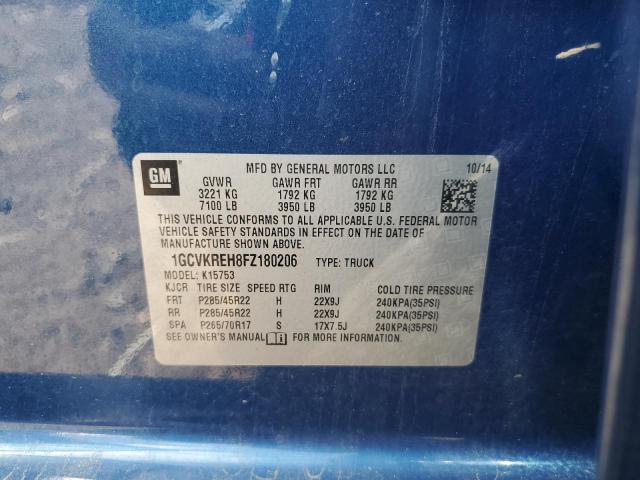 GM
MFD BY GENERAL MOTORS LLC 10/14
GVWR GAWR FRT GAWR RR
3221 KG 1792 KG 1792 KG
7100 LB 3950 LB 3950 LB
THIS VEHICLE CONFORMS TO ALL APPLICABLE U.S. FEDERAL MOTOR
VEHICLE SAFETY STANDARDS IN EFFECT ON THE DATE OF
MANUFACTURE SHOWN ABOVE.
1GCVKREH8FZ180206 TYPE: TRUCK
MODEL: K15753
KJCR TIRE SIZE SPEED RTG RIM COLD TIRE PRESSURE
FRT P285/45R22 H 22X9J 240KPA(35PSI)
RR P285/45R22 H 22X9J 240KPA(35PSI)
SPA P265/70R17 S 17X7.5J 240KPA(35PSI)
SEE OWNER'S MANUAL FOR MORE INFORMATION.